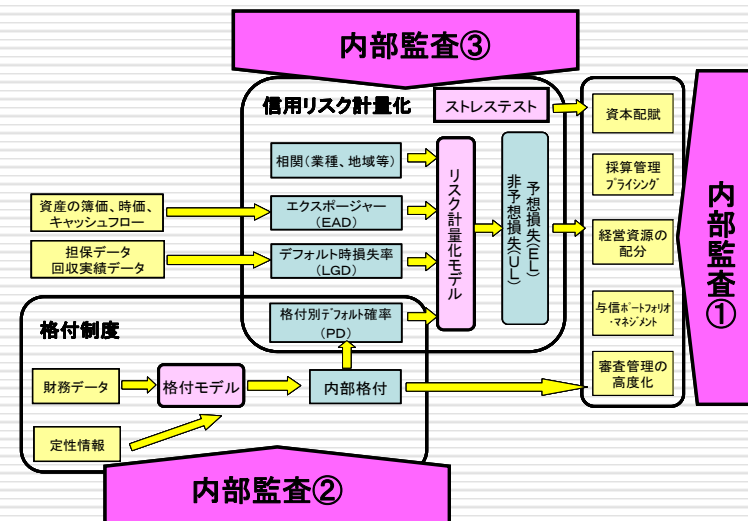 内部監査③
信用リスク計量化
ストレステスト
相関(業種、地域等)
エクスポージャー
(EAD)
デフォルト時損失率
(LGD)
格付別ﾃﾞﾌｫﾙﾄ確率
(PD)
リスク計量化モデル
予想損失(EL)
非予想損失(UL)
資産の簿価、時価、
キャッシュフロー
担保データ
回収実績データ
格付制度
財務データ
格付モデル
内部格付
定性情報
内部監査②
資本配賦
採算管理
ﾌﾟﾗｲｼﾝｸﾞ
経営資源の
配分
与信ﾎﾟｰﾄﾌｫﾘｵ
・ﾏﾈｼﾞﾒﾝﾄ
審査管理の
高度化
内部監査①